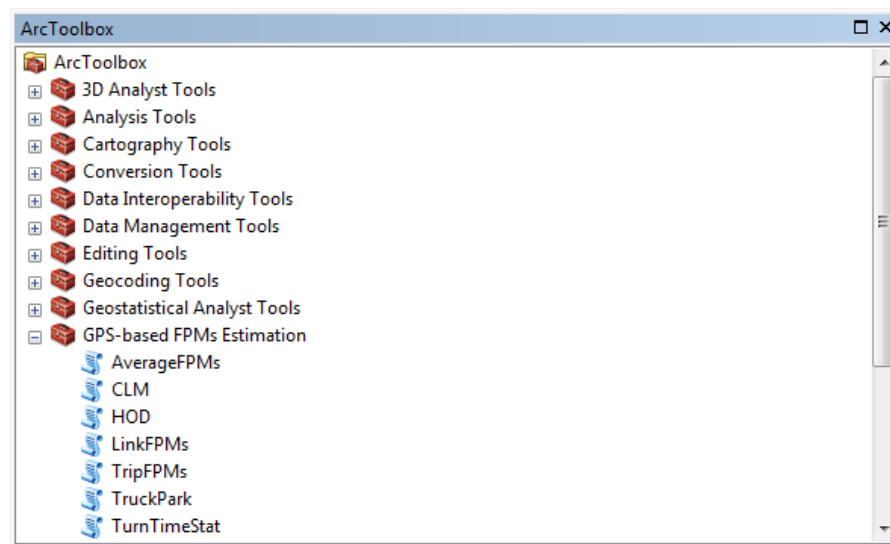 ArcToolbox
ArcToolbox
3D Analyst Tools
Analysis Tools
Cartography Tools
Conversion Tools
Data Interoperability Tools
Data Management Tools
Editing Tools
Geocoding Tools
Geostatistical Analyst Tools
GPS-based FPMs Estimation
AverageFPMs
CLM
HOD
LinkFPMs
TripFPMs
TruckPark
TurnTimeStat